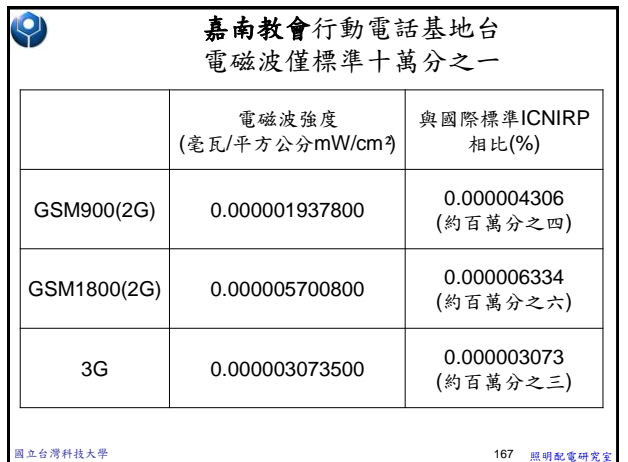 嘉南教會行動電話基地台
電磁波僅標準十萬分之一
電磁波強度
(毫瓦/平方公分mW/cm²)
與國際標準ICNIRP
相比(%)
GSM900(2G)
0.000001937800
0.000004306
(約百萬分之四)
GSM1800(2G)
0.000005700800
0.000006334
(約百萬分之六)
3G
0.000003073500
0.000003073
(約百萬分之三)
國立台灣科技大學
167
照明配電研究室